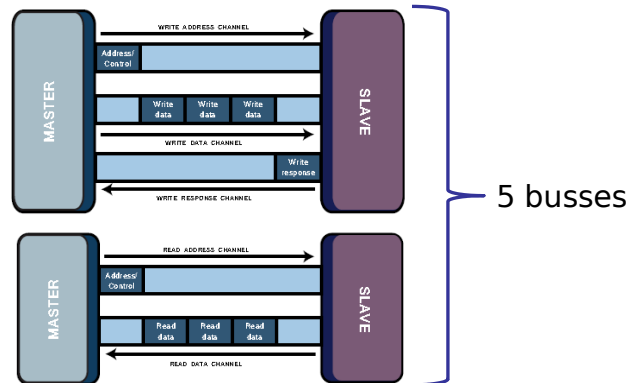 WRITE ADDRESS CHANNEL
MASTER
Address/
Control
Write
data
Write
data
Write
data
SLAVE
WRITE DATA CHANNEL
Write
response
WRITE RESPONSE CHANNEL
5 busses
READ ADDRESS CHANNEL
MASTER
Address/
Control
Read
data
Read
data
Read
data
SLAVE
READ DATA CHANNEL